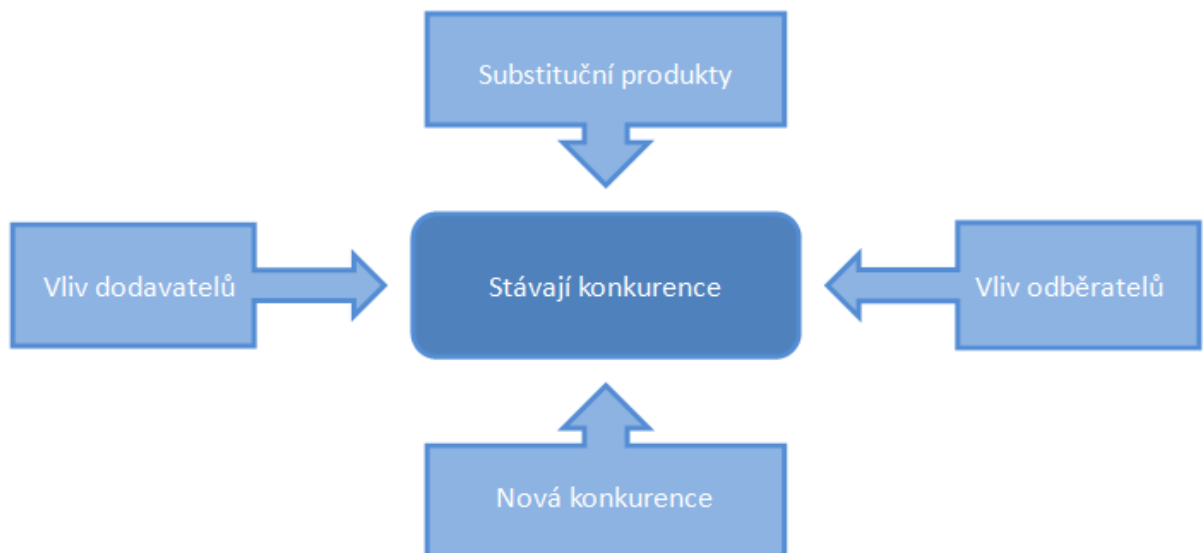 Substituční produkty
Vliv dodavatelů
Stávají konkurence
Vliv odběratelů
Nová konkurence